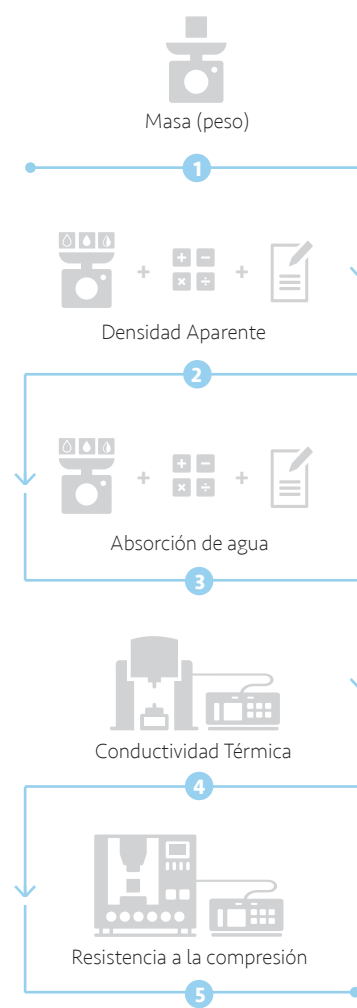 Masa (peso)
1
+ − × ÷
+ +
Densidad Aparente
2
+ − × ÷
+ +
Absorción de agua
3
Conductividad Térmica
4
Resistencia a la compresión
5